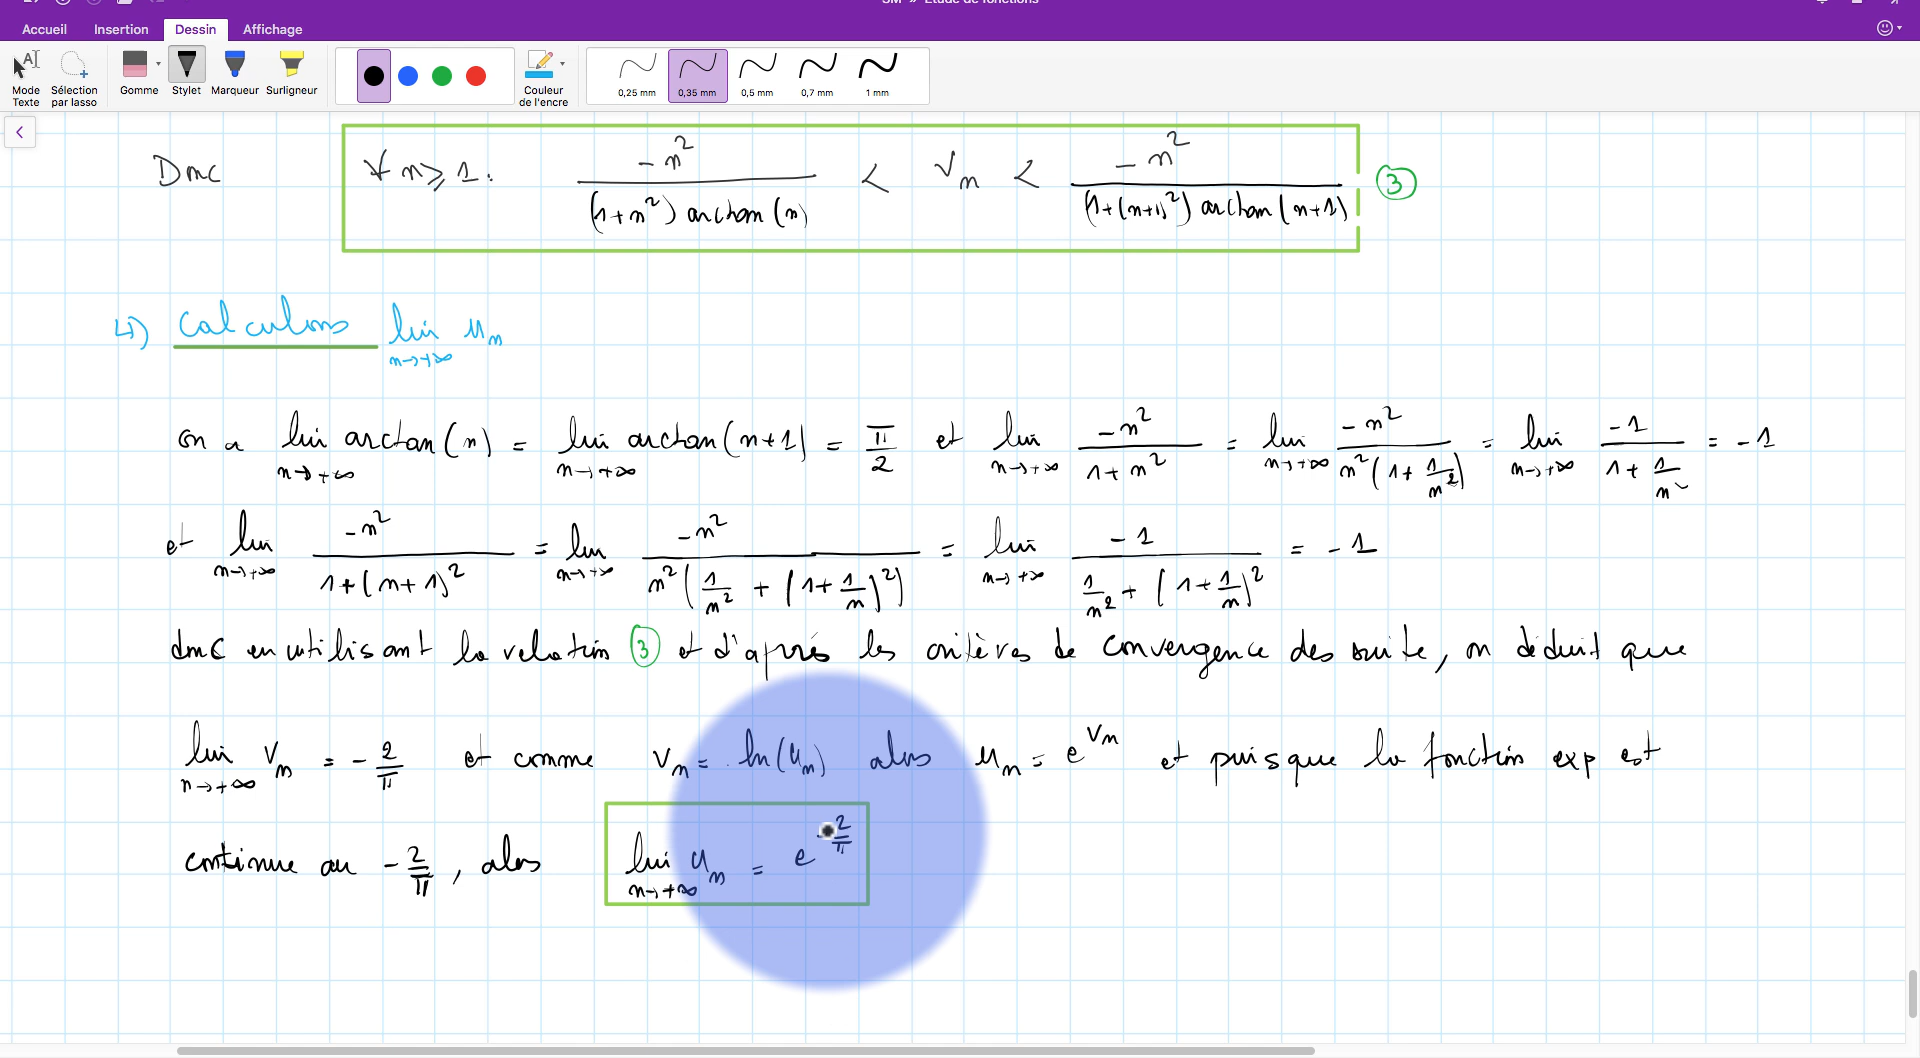 SM » Etude de fonctions
Accueil Insertion Dessin Affichage
Mode Texte Sélection par lasso Gomme Stylet Marqueur Surligneur Couleur de l'encre 0,25 mm 0,35 mm 0,5 mm 0,7 mm 1 mm
Donc ∀ n ≥ 1 : -n² / ((1+n²) arctan(n)) < Vn < -n² / ((1+(n+1)²) arctan(n+1)) ③
4) Calculons lim n→+∞ Un
on a lim n→+∞ arctan(n) = lim n→+∞ arctan(n+1) = π/2 et lim n→+∞ -n² / (1+n²) = lim n→+∞ -n² / (n²(1+1/n²)) = lim n→+∞ -1 / (1+1/n²) = -1
et lim n→+∞ -n² / (1+(n+1)²) = lim n→+∞ -n² / (n²(1/n² + (1+1/n)²)) = lim n→+∞ -1 / (1/n² + (1+1/n)²) = -1
donc en utilisant la relation ③ et d'après les critères de convergence des suite, on déduit que
lim n→+∞ Vn = -2/π et comme Vn = ln(Un) alors Un = e^Vn et puisque la fonction exp est
continue au -2/π, alors lim n→+∞ Un = e^(-2/π)